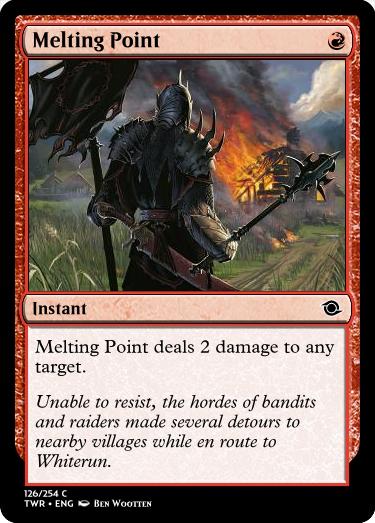 Melting Point
Instant
Melting Point deals 2 damage to any
target.
Unable to resist, the hordes of bandits
and raiders made several detours to
nearby villages while en route to
Whiterun.
126/254 C
TWR • ENG Ben Wootten